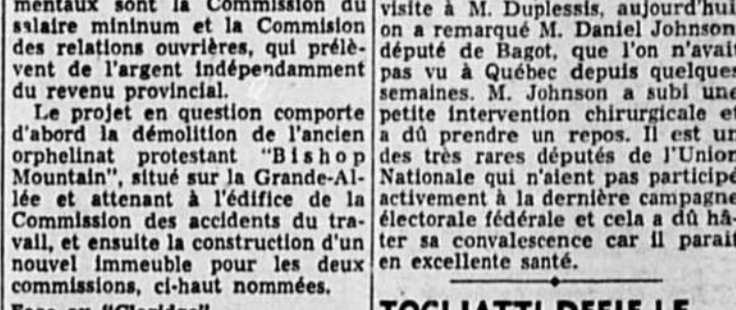 mentaux sont la Commission du
salaire mininum et la Commision
des relations ouvrières, qui prélè-
vent de l'argent indépendamment
du revenu provincial.
Le projet en question comporte
d'abord la démolition de l'ancien
orphelinat protestant "Bishop
Mountain", situé sur la Grande-Al-
lée et attenant à l'édifice de la
Commission des accidents du tra-
vail, et ensuite la construction d'un
nouvel immeuble pour les deux
commissions, ci-haut nommées.
visite à M. Duplessis, aujourd'hui
on a remarqué M. Daniel Johnson
député de Bagot, que l'on n'avait
pas vu à Québec depuis quelques
semaines. M. Johnson a subi une
petite intervention chirurgicale et
a dû prendre un repos. Il est un
des très rares députés de l'Union
Nationale qui n'aient pas participé
activement à la dernière campagne
électorale fédérale et cela a dû hâ-
ter sa convalescence car il parait
en excellente santé.
TOGLIATTI DEFIE LE